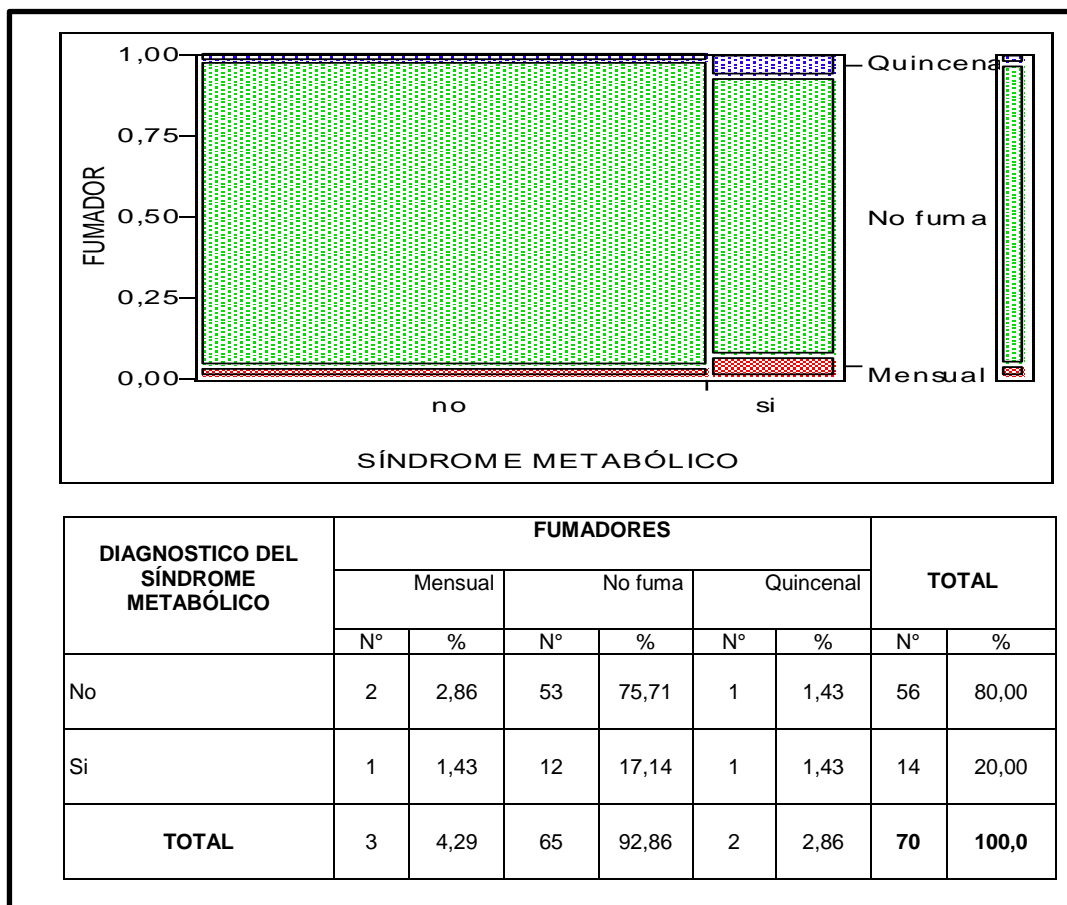 1,00
0,75
0,50
0,25
0,00
FUMADOR
Quincena
No fuma
Mensual
no si
SÍNDROME METABÓLICO
DIAGNOSTICO DEL
SÍNDROME
METABÓLICO
FUMADORES
TOTAL
Mensual No fuma Quincenal
N° % N° % N° % N° %
No 2 2,86 53 75,71 1 1,43 56 80,00
Si 1 1,43 12 17,14 1 1,43 14 20,00
TOTAL 3 4,29 65 92,86 2 2,86 70 100,0